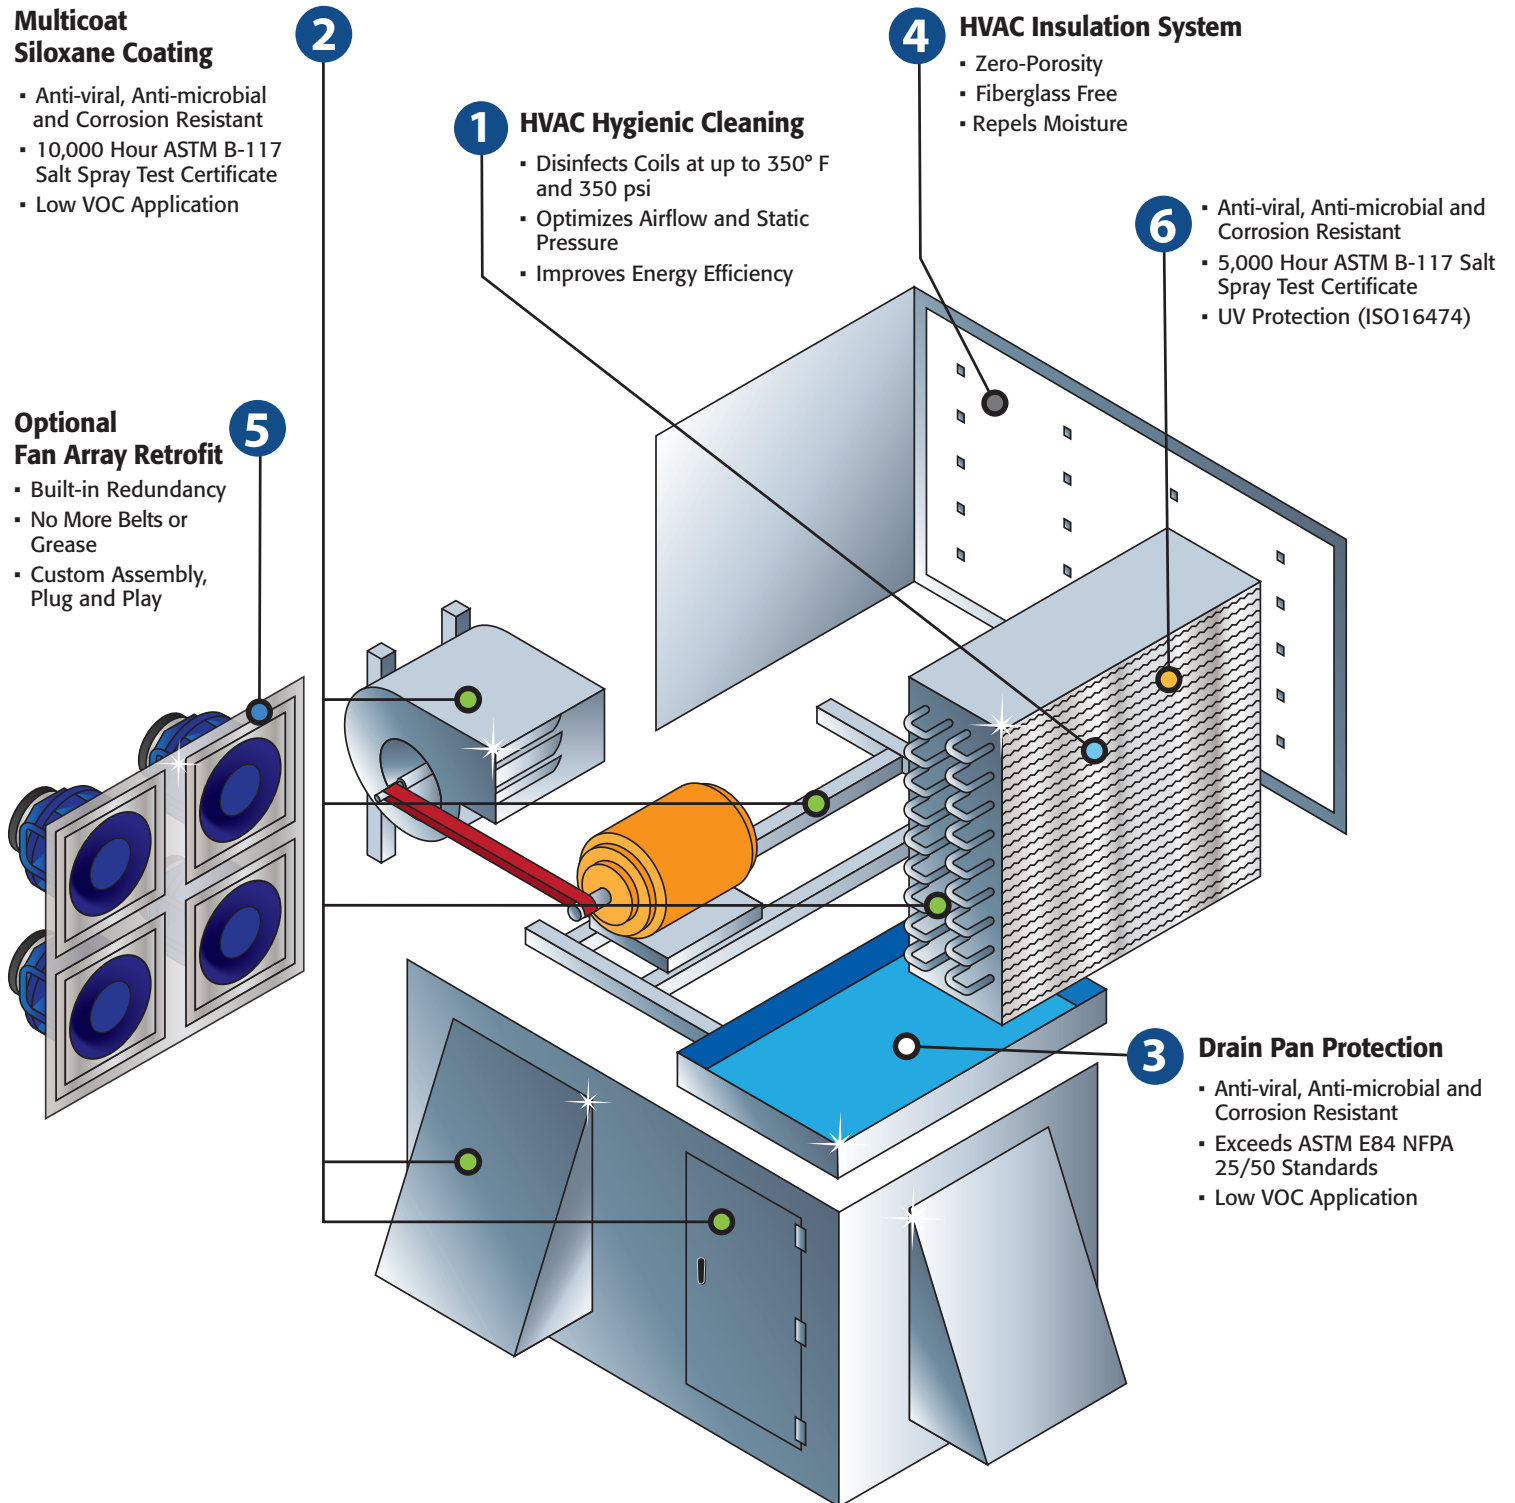 Multicoat
Siloxane Coating
▪ Anti-viral, Anti-microbial
and Corrosion Resistant
▪ 10,000 Hour ASTM B-117
Salt Spray Test Certificate
▪ Low VOC Application
2
1
HVAC Hygienic Cleaning
▪ Disinfects Coils at up to 350° F
and 350 psi
▪ Optimizes Airflow and Static
Pressure
▪ Improves Energy Efficiency
4
HVAC Insulation System
▪ Zero-Porosity
▪ Fiberglass Free
▪ Repels Moisture
6
▪ Anti-viral, Anti-microbial and
Corrosion Resistant
▪ 5,000 Hour ASTM B-117 Salt
Spray Test Certificate
▪ UV Protection (ISO16474)
Optional
Fan Array Retrofit
5
▪ Built-in Redundancy
▪ No More Belts or
Grease
▪ Custom Assembly,
Plug and Play
3
Drain Pan Protection
▪ Anti-viral, Anti-microbial and
Corrosion Resistant
▪ Exceeds ASTM E84 NFPA
25/50 Standards
▪ Low VOC Application